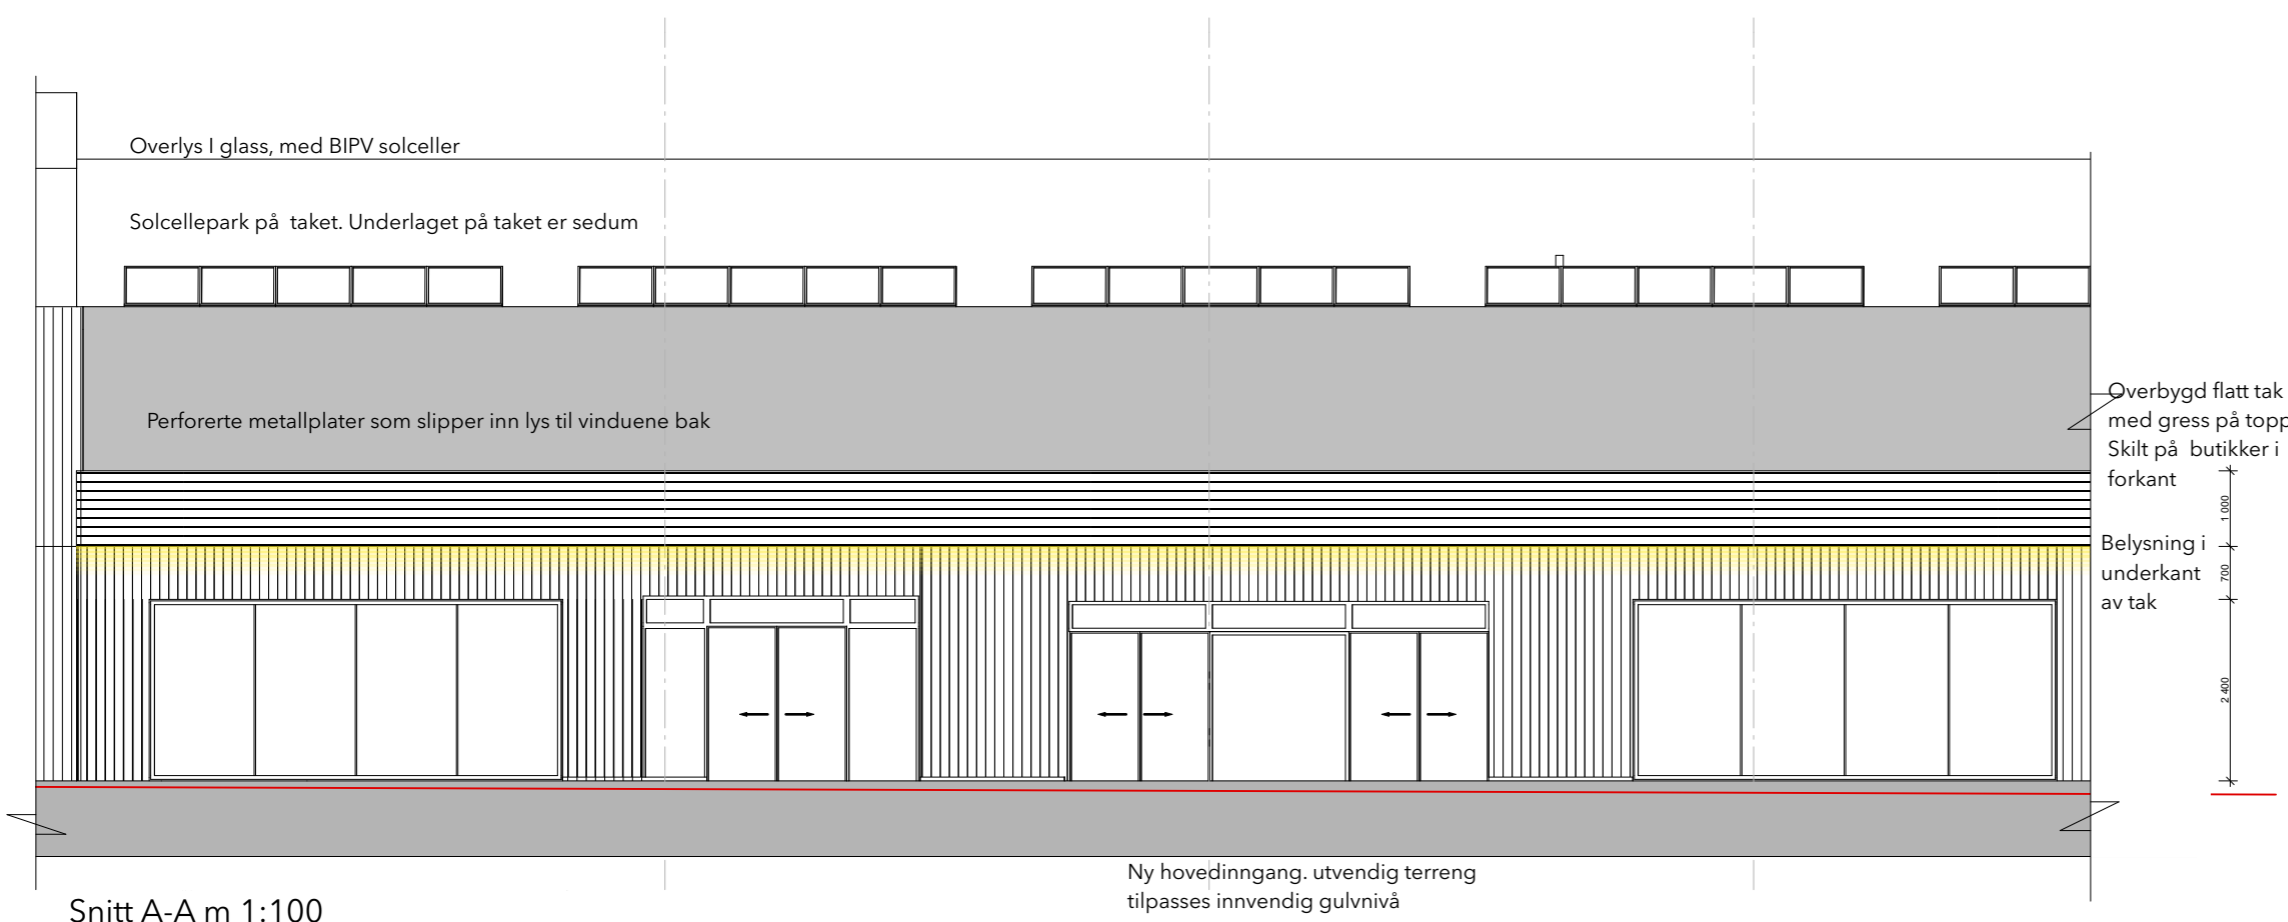 Overlys I glass, med BIPV solceller
Solcellepark på  taket. Underlaget på taket er sedum
Perforerte metallplater som slipper inn lys til vinduene bak
Overbygd flatt tak
med gress på topp
Skilt på  butikker i
forkant
1 000
Belysning i
underkant
av tak
700
2 400
Ny hovedinngang. utvendig terreng
tilpasses innvendig gulvnivå
Snitt A-A m 1:100